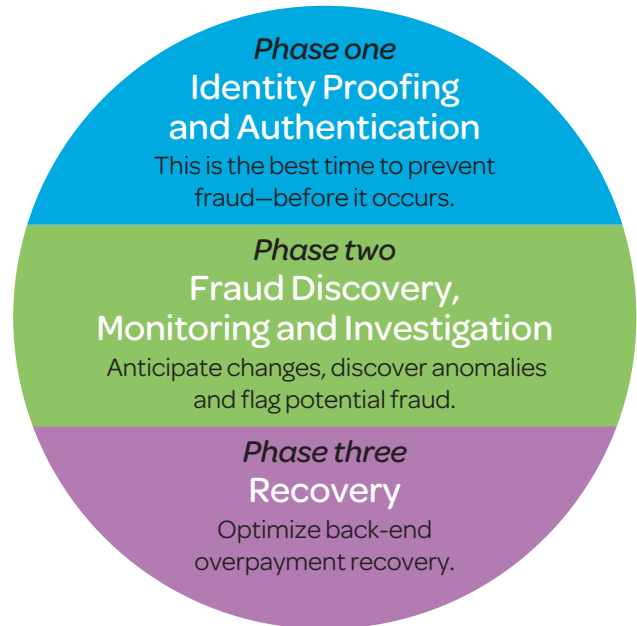 Phase one
Identity Proofing
and Authentication
This is the best time to prevent
fraud—before it occurs.
Phase two
Fraud Discovery,
Monitoring and Investigation
Anticipate changes, discover anomalies
and flag potential fraud.
Phase three
Recovery
Optimize back-end
overpayment recovery.